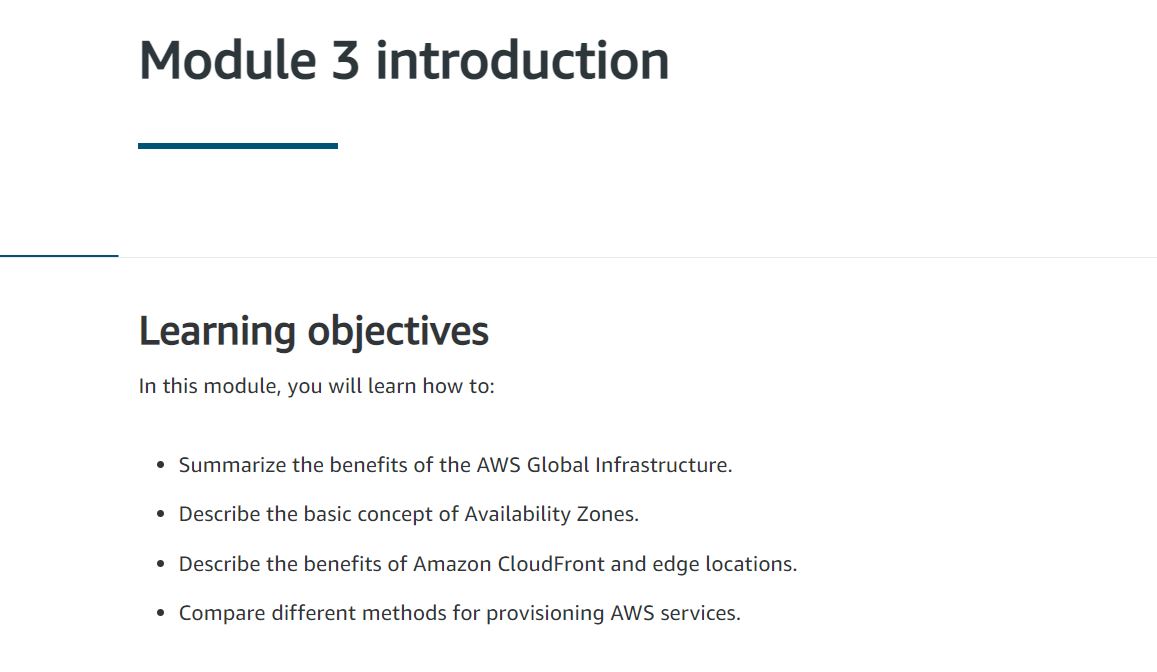 Module 3 introduction
Learning objectives
In this module, you will learn how to:
• Summarize the benefits of the AWS Global Infrastructure.
• Describe the basic concept of Availability Zones.
• Describe the benefits of Amazon CloudFront and edge locations.
• Compare different methods for provisioning AWS services.